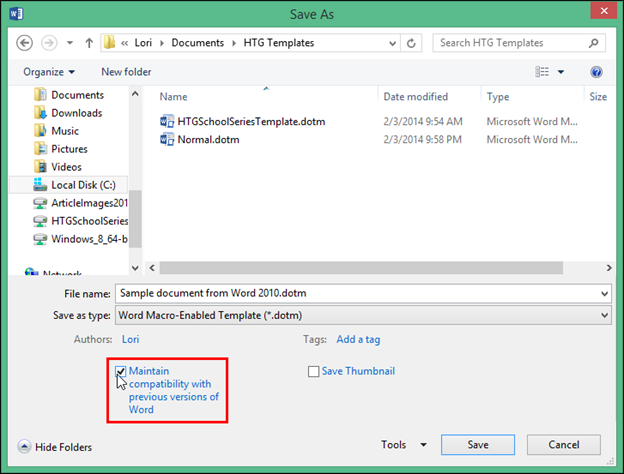 Save As
Lori Documents HTG Templates Search HTG Templates
Organize New folder
Name Date modified Type Size
Documents
Downloads
Music
Pictures
Videos
Local Disk (C:)
ArticleImages201
HTGSchoolSeries
Windows_8_64-b
Network
HTGSchoolSeriesTemplate.dotm 2/3/2014 9:54 AM Microsoft Word M...
Normal.dotm 2/3/2014 9:58 PM Microsoft Word M...
File name: Sample document from Word 2010.dotm
Save as type: Word Macro-Enabled Template (*.dotm)
Authors: Lori Tags: Add a tag
Maintain
compatibility with
previous versions of
Word
Save Thumbnail
Hide Folders Tools Save Cancel